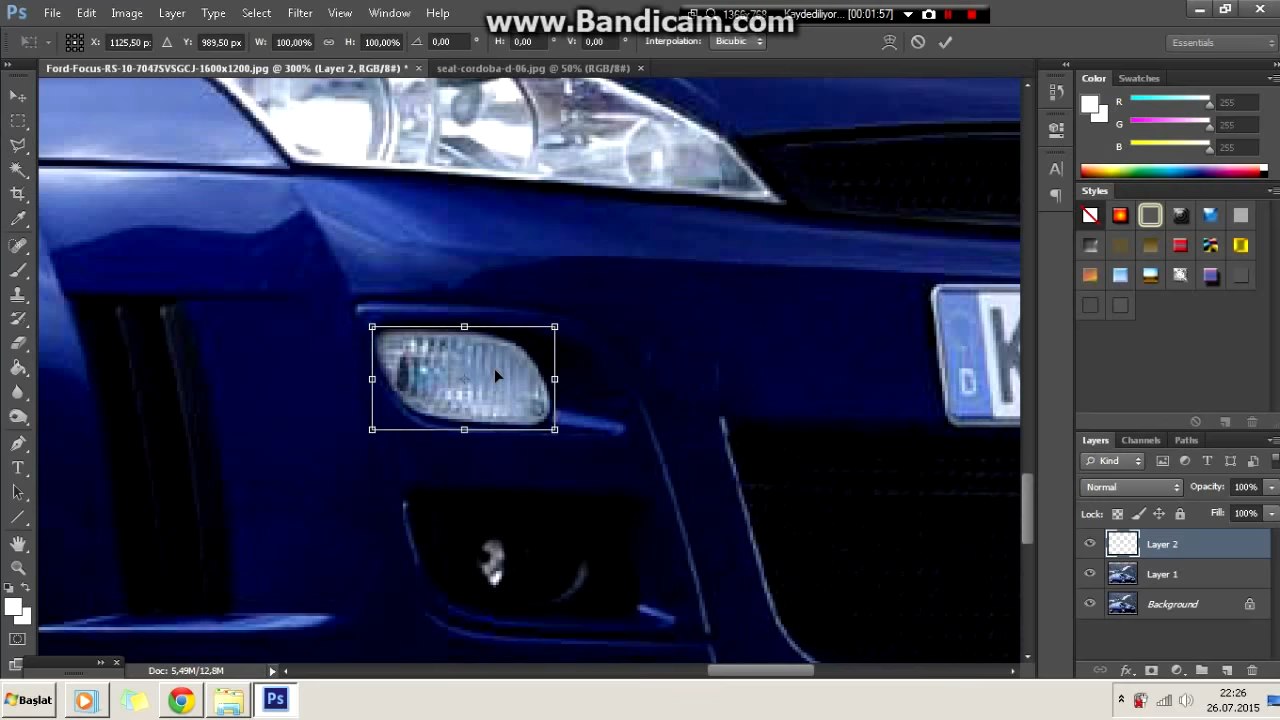 www.Bandicam.com
1366x768 Kaydediliyor... [00:01:57]
Ps File Edit Image Layer Type Select Filter View Window Help
X: 1125,50 p: Y: 989,50 px W: 100,00% H: 100,00% 0,00 ° H: 0,00 ° V: 0,00 ° Interpolation: Bicubic Essentials
Ford-Focus-RS-10-7047SVSGCJ-1600x1200.jpg @ 300% (Layer 2, RGB/8#) * × seat-cordoba-d-06.jpg @ 50% (RGB/8#) ×
Color Swatches
R 255
G 255
B 255
Styles
D K
Layers Channels Paths
Kind
Normal Opacity: 100%
Lock: Fill: 100%
Layer 2
Layer 1
Background
Doc: 5,49M/12,8M
Başlat Ps
22:26
26.07.2015